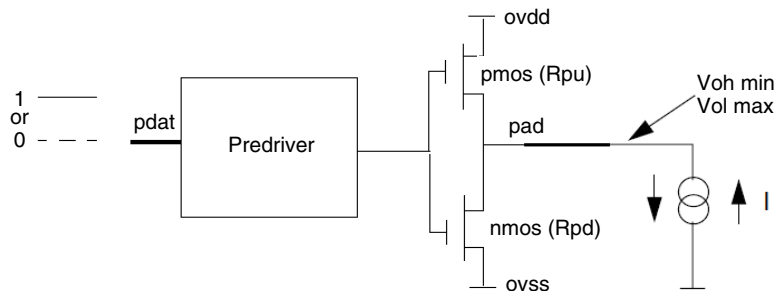 ovdd
pmos (Rpu)
1
or
0
pdat
Predriver
pad
Voh min
Vol max
nmos (Rpd)
I
ovss